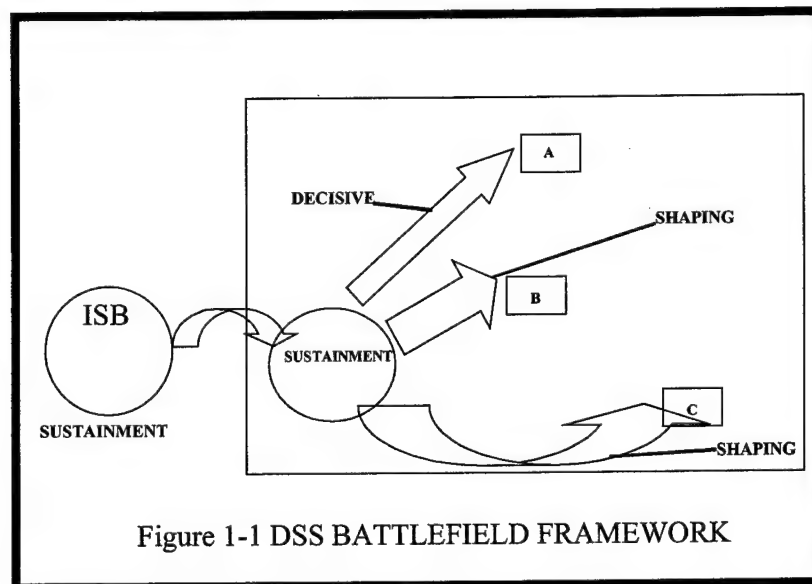 A
DECISIVE
SHAPING
B
ISB
SUSTAINMENT
SUSTAINMENT
C
SHAPING
Figure 1-1 DSS BATTLEFIELD FRAMEWORK